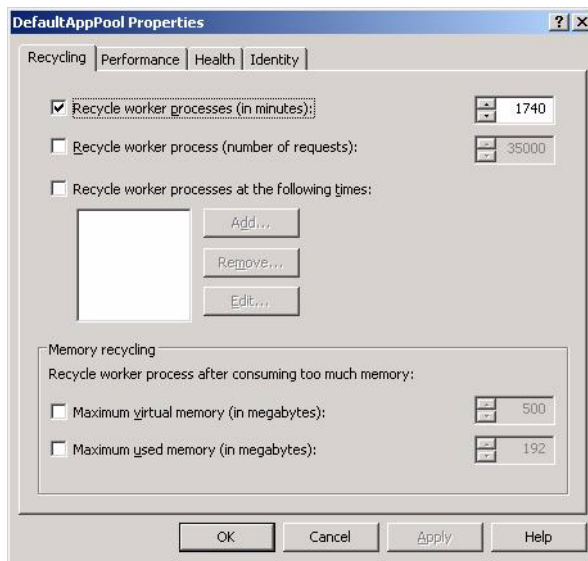 DefaultAppPool Properties
Recycling Performance Health Identity
Recycle worker processes (in minutes): 1740
Recycle worker process (number of requests): 35000
Recycle worker processes at the following times:
Add...
Remove...
Edit...
Memory recycling
Recycle worker process after consuming too much memory:
Maximum virtual memory (in megabytes): 500
Maximum used memory (in megabytes): 192
OK Cancel Apply Help